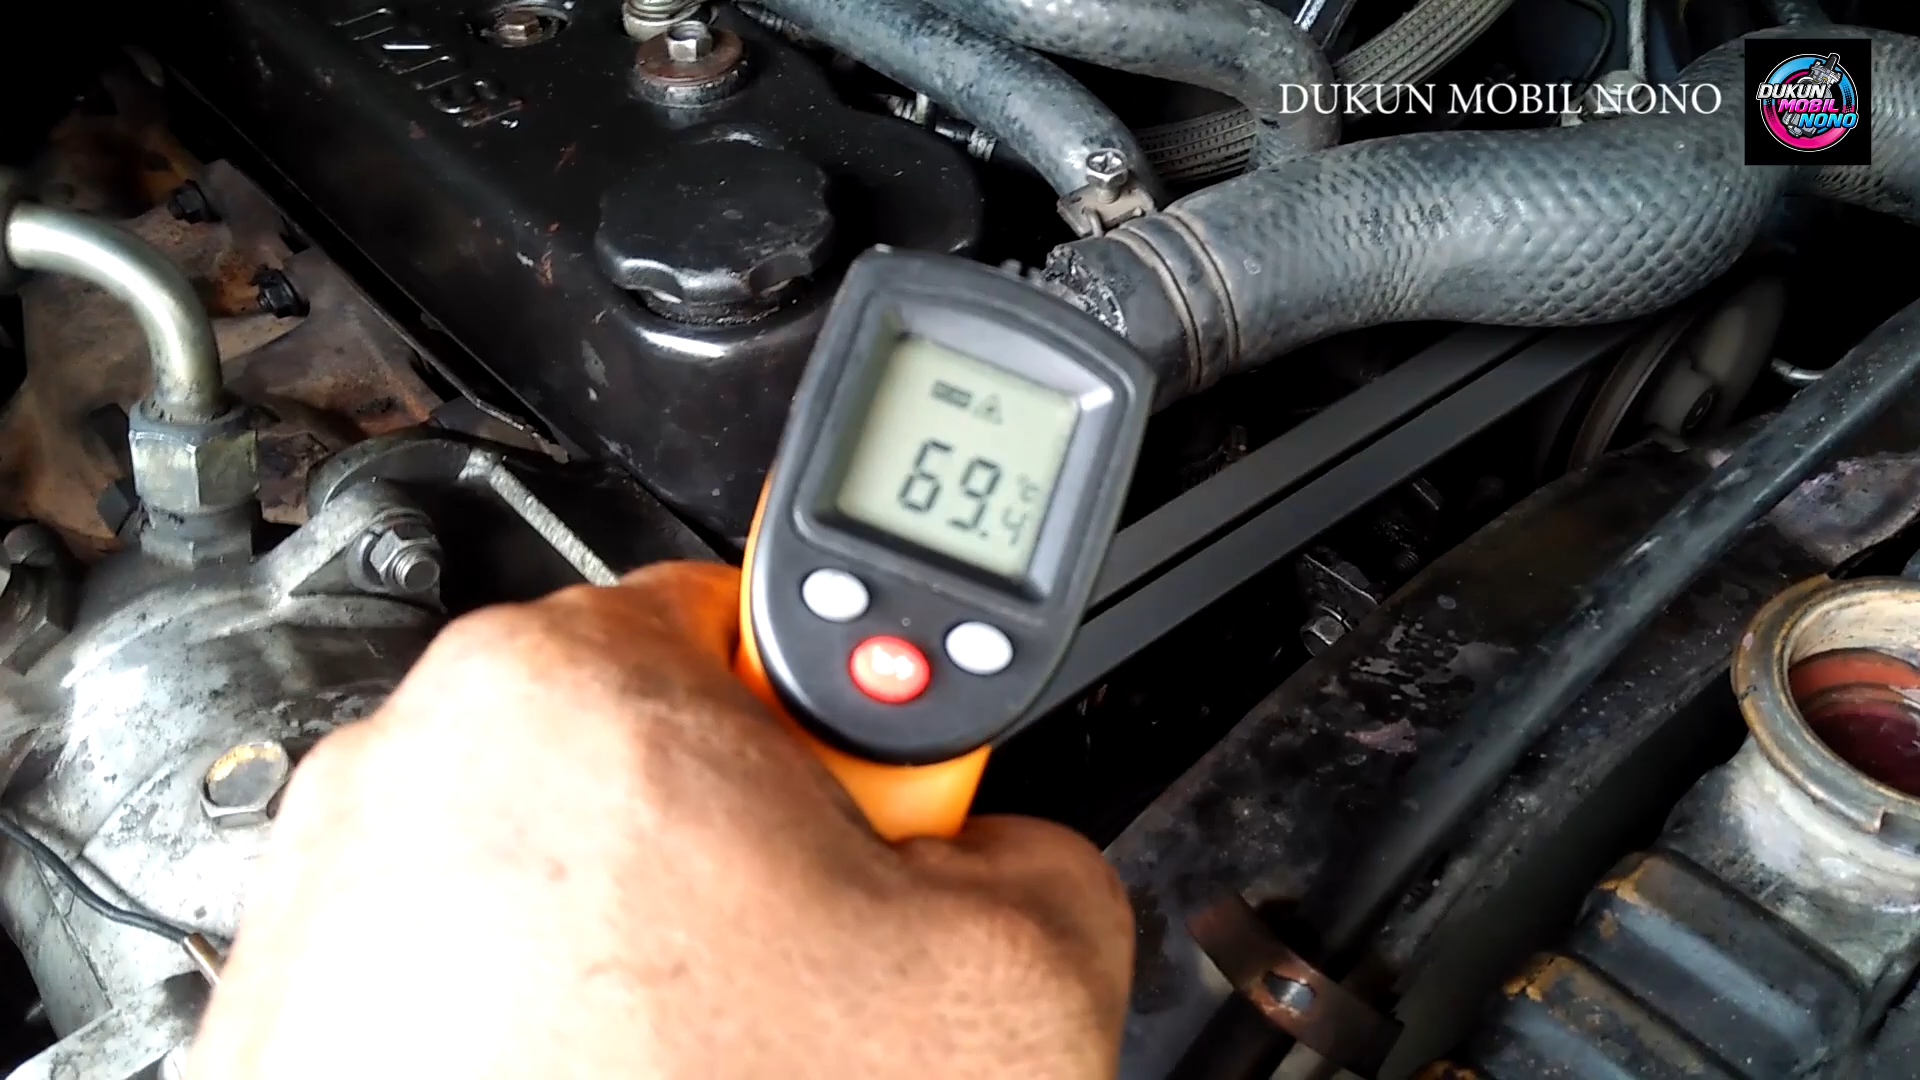 DUKUN MOBIL NONO
DUKUN
MOBIL
NONO
69.4
°C